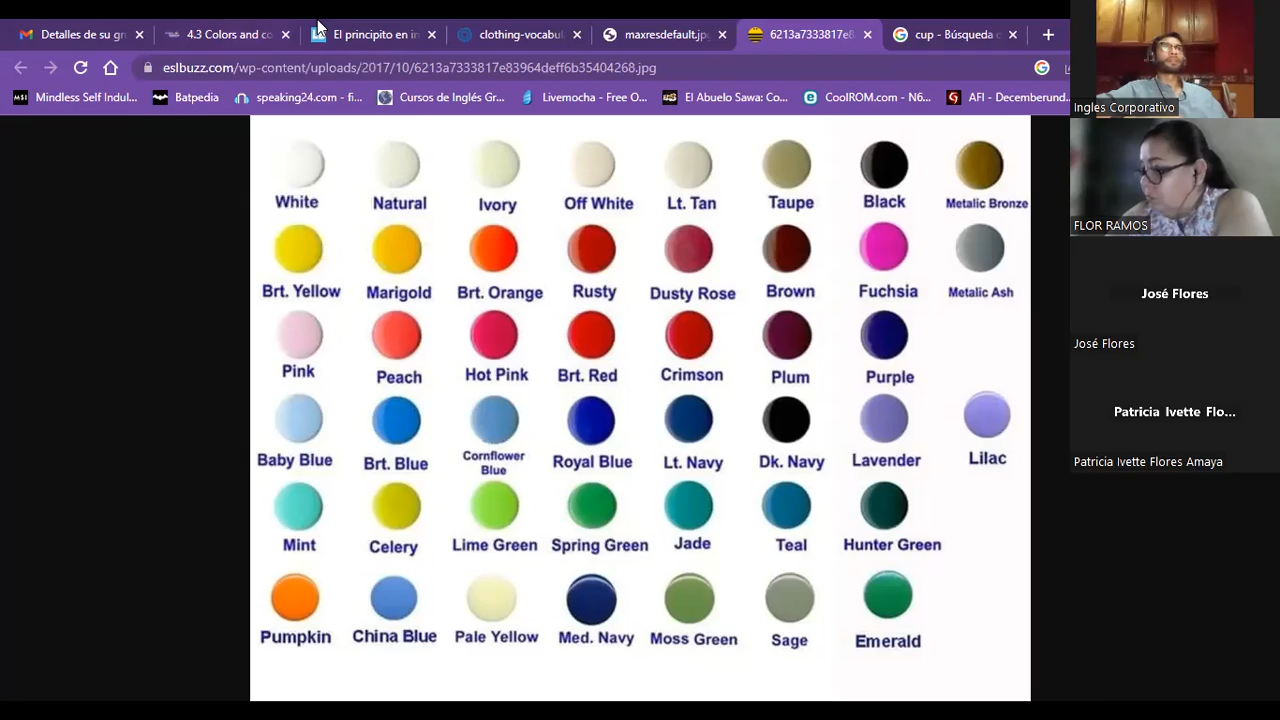 Detalles de su gr
4.3 Colors and co
El principito en in
clothing-vocabul
maxresdefault.jp
6213a7333817e8
cup - Búsqueda
eslbuzz.com/wp-content/uploads/2017/10/6213a7333817e83964deff6b35404268.jpg
Mindless Self Indul...
Batpedia
speaking24.com - fi...
Cursos de Inglés Gr...
Livemocha - Free O...
El Abuelo Sawa: Co...
CoolROM.com - N6...
AFI - Decemberund...
White Natural Ivory Off White Lt. Tan Taupe Black Metalic Bronze
Brt. Yellow Marigold Brt. Orange Rusty Dusty Rose Brown Fuchsia Metalic Ash
Pink Peach Hot Pink Brt. Red Crimson Plum Purple
Baby Blue Brt. Blue Cornflower Blue Royal Blue Lt. Navy Dk. Navy Lavender Lilac
Mint Celery Lime Green Spring Green Jade Teal Hunter Green
Pumpkin China Blue Pale Yellow Med. Navy Moss Green Sage Emerald
Ingles Corporativo
FLOR RAMOS
José Flores
José Flores
Patricia Ivette Flo...
Patricia Ivette Flores Amaya